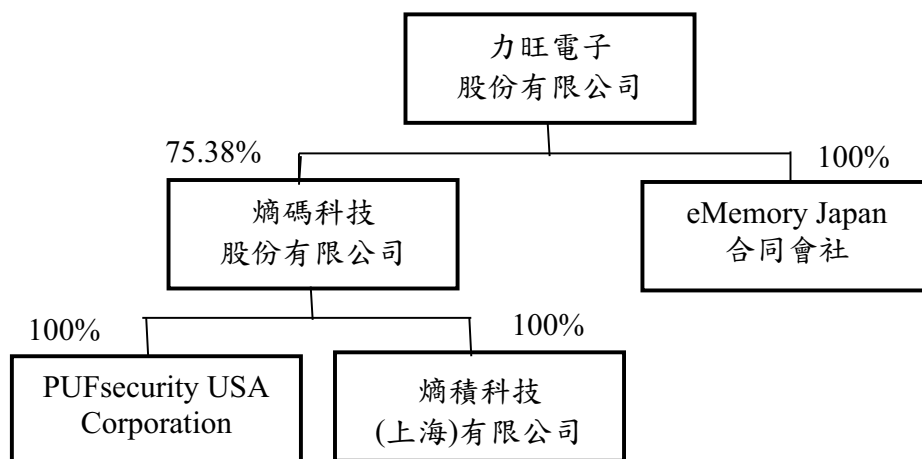 力旺電子
股份有限公司
75.38%
100%
熵碼科技
股份有限公司
eMemory Japan
合同會社
100%
100%
PUFsecurity USA
Corporation
熵積科技
(上海)有限公司